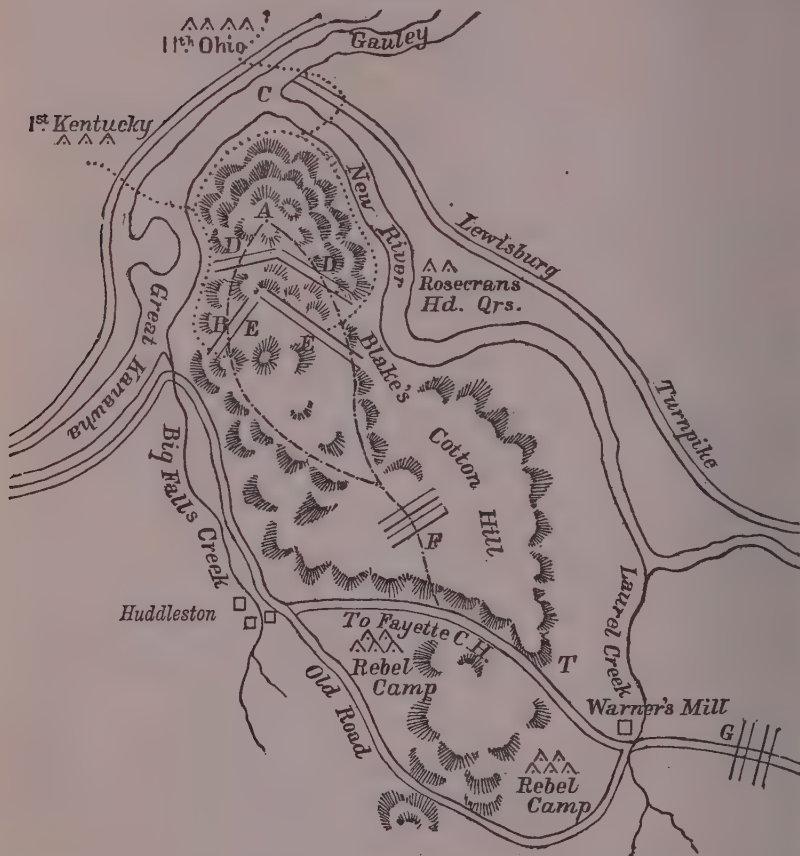 11th Ohio
Gauley
C
1st Kentucky
New River
A
Lewisburg
D
D
Rosecrans
Hd. Qrs.
Great
Kanawha
B
E
E
Blake's
Turnpike
Cotton
Hill
Big Falls Creek
F
Laurel Creek
Huddleston
To Fayette C.H.
T
Rebel
Camp
Old Road
Warner's Mill
G
Rebel
Camp